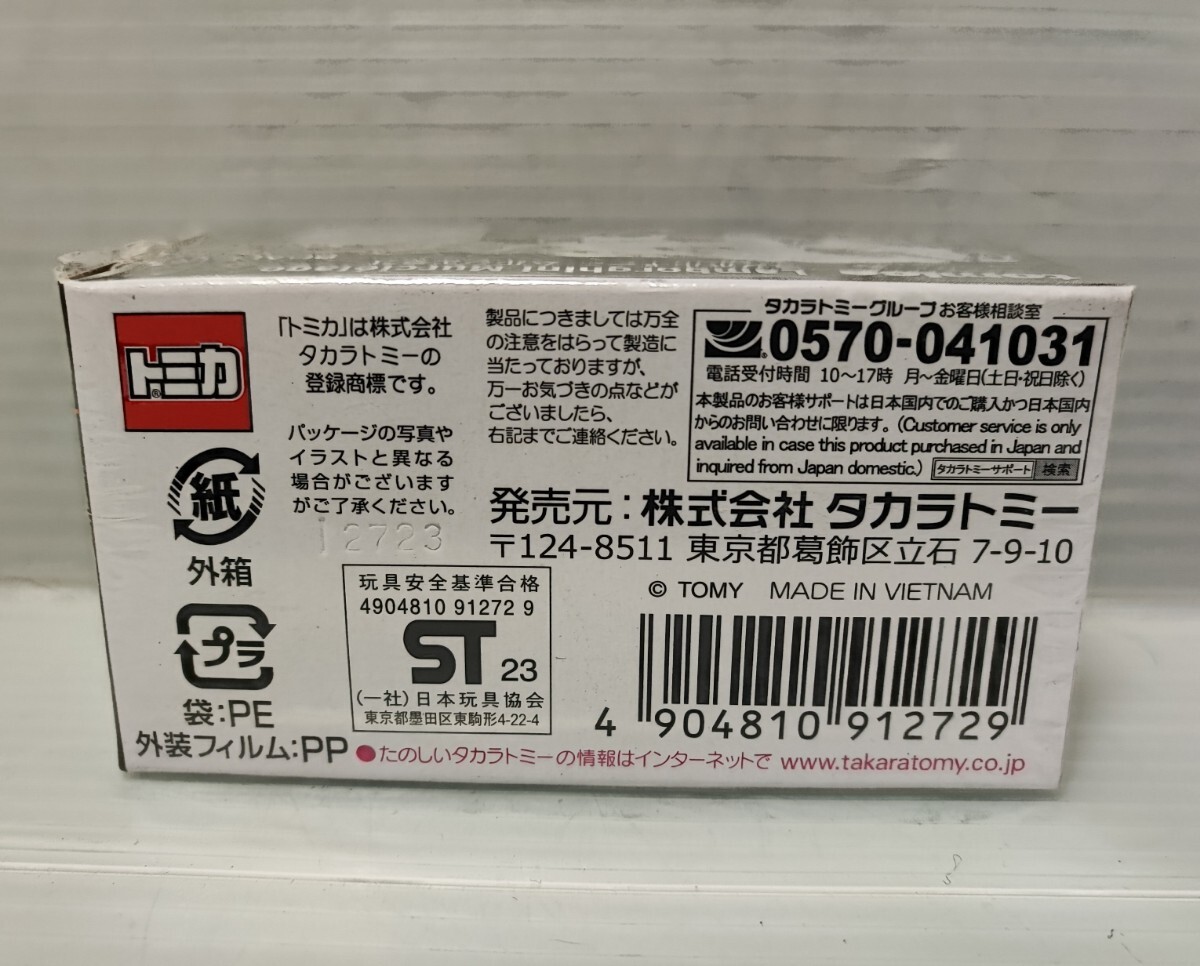 トミカ®
「トミカ」は株式会社
タカラトミーの
登録商標です。
パッケージの写真や
イラストと異なる
場合がございます
がご了承ください。
12723
紙
外箱
プラ
袋:PE
外装フィルム:PP
製品につきましては万全
の注意をはらって製造に
当たっておりますが、
万一お気づきの点などが
ございましたら、
右記までご連絡ください。
タカラトミーグループお客様相談室
0570-041031
電話受付時間 10〜17時 月〜金曜日(土日・祝日除く)
本製品のお客様サポートは日本国内でのご購入かつ日本国内
からのお問い合わせに限ります。(Customer service is only
available in case this product purchased in Japan and
inquired from Japan domestic.) タカラトミーサポート 検索
発売元:株式会社 タカラトミー
〒124-8511 東京都葛飾区立石 7-9-10
© TOMY MADE IN VIETNAM
玩具安全基準合格
4904810 91272 9
ST 23
(一社)日本玩具協会
東京都墨田区東駒形4-22-4
4 904810 912729
●たのしいタカラトミーの情報はインターネットで www.takaratomy.co.jp